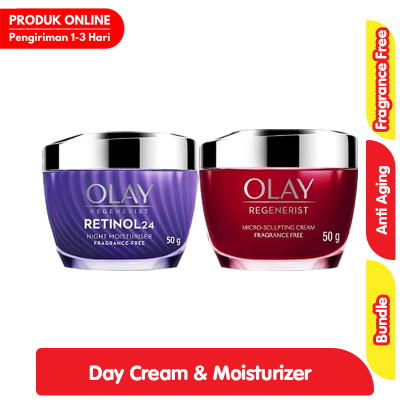 PRODUK ONLINE
Pengiriman 1-3 Hari
Fragrance Free
Anti Aging
Bundle
OLAY
REGENERIST
RETINOL24
NIGHT MOISTURISER
FRAGRANCE-FREE
50 g
OLAY
REGENERIST
MICRO-SCULPTING CREAM
FRAGRANCE FREE
50 g
Day Cream & Moisturizer